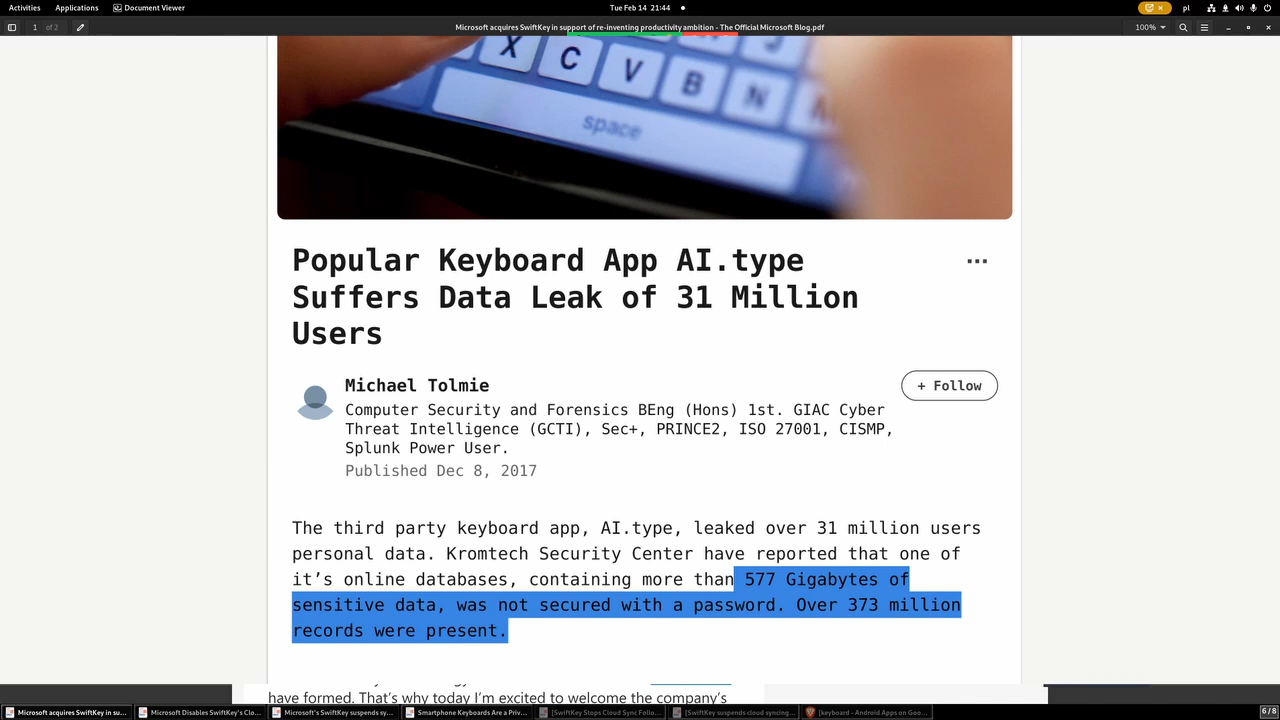 Activities Applications Document Viewer Tue Feb 14 21:44 pl
1 of 2 Microsoft acquires SwiftKey in support of re-inventing productivity ambition - The Official Microsoft Blog.pdf 100%
X C V B N
space
Popular Keyboard App AI.type
Suffers Data Leak of 31 Million
Users
Michael Tolmie
+ Follow
Computer Security and Forensics BEng (Hons) 1st. GIAC Cyber
Threat Intelligence (GCTI), Sec+, PRINCE2, ISO 27001, CISMP,
Splunk Power User.
Published Dec 8, 2017
The third party keyboard app, AI.type, leaked over 31 million users
personal data. Kromtech Security Center have reported that one of
it’s online databases, containing more than 577 Gigabytes of
sensitive data, was not secured with a password. Over 373 million
records were present.
have formed. That’s why today I’m excited to welcome the company’s
Microsoft acquires SwiftKey in su... Microsoft Disables SwiftKey's Clo... Microsoft's SwiftKey suspends sy... Smartphone Keyboards Are a Priv... [SwiftKey Stops Cloud Sync Follo... [SwiftKey suspends cloud syncing... [keyboard - Android Apps on Goo... 6/8